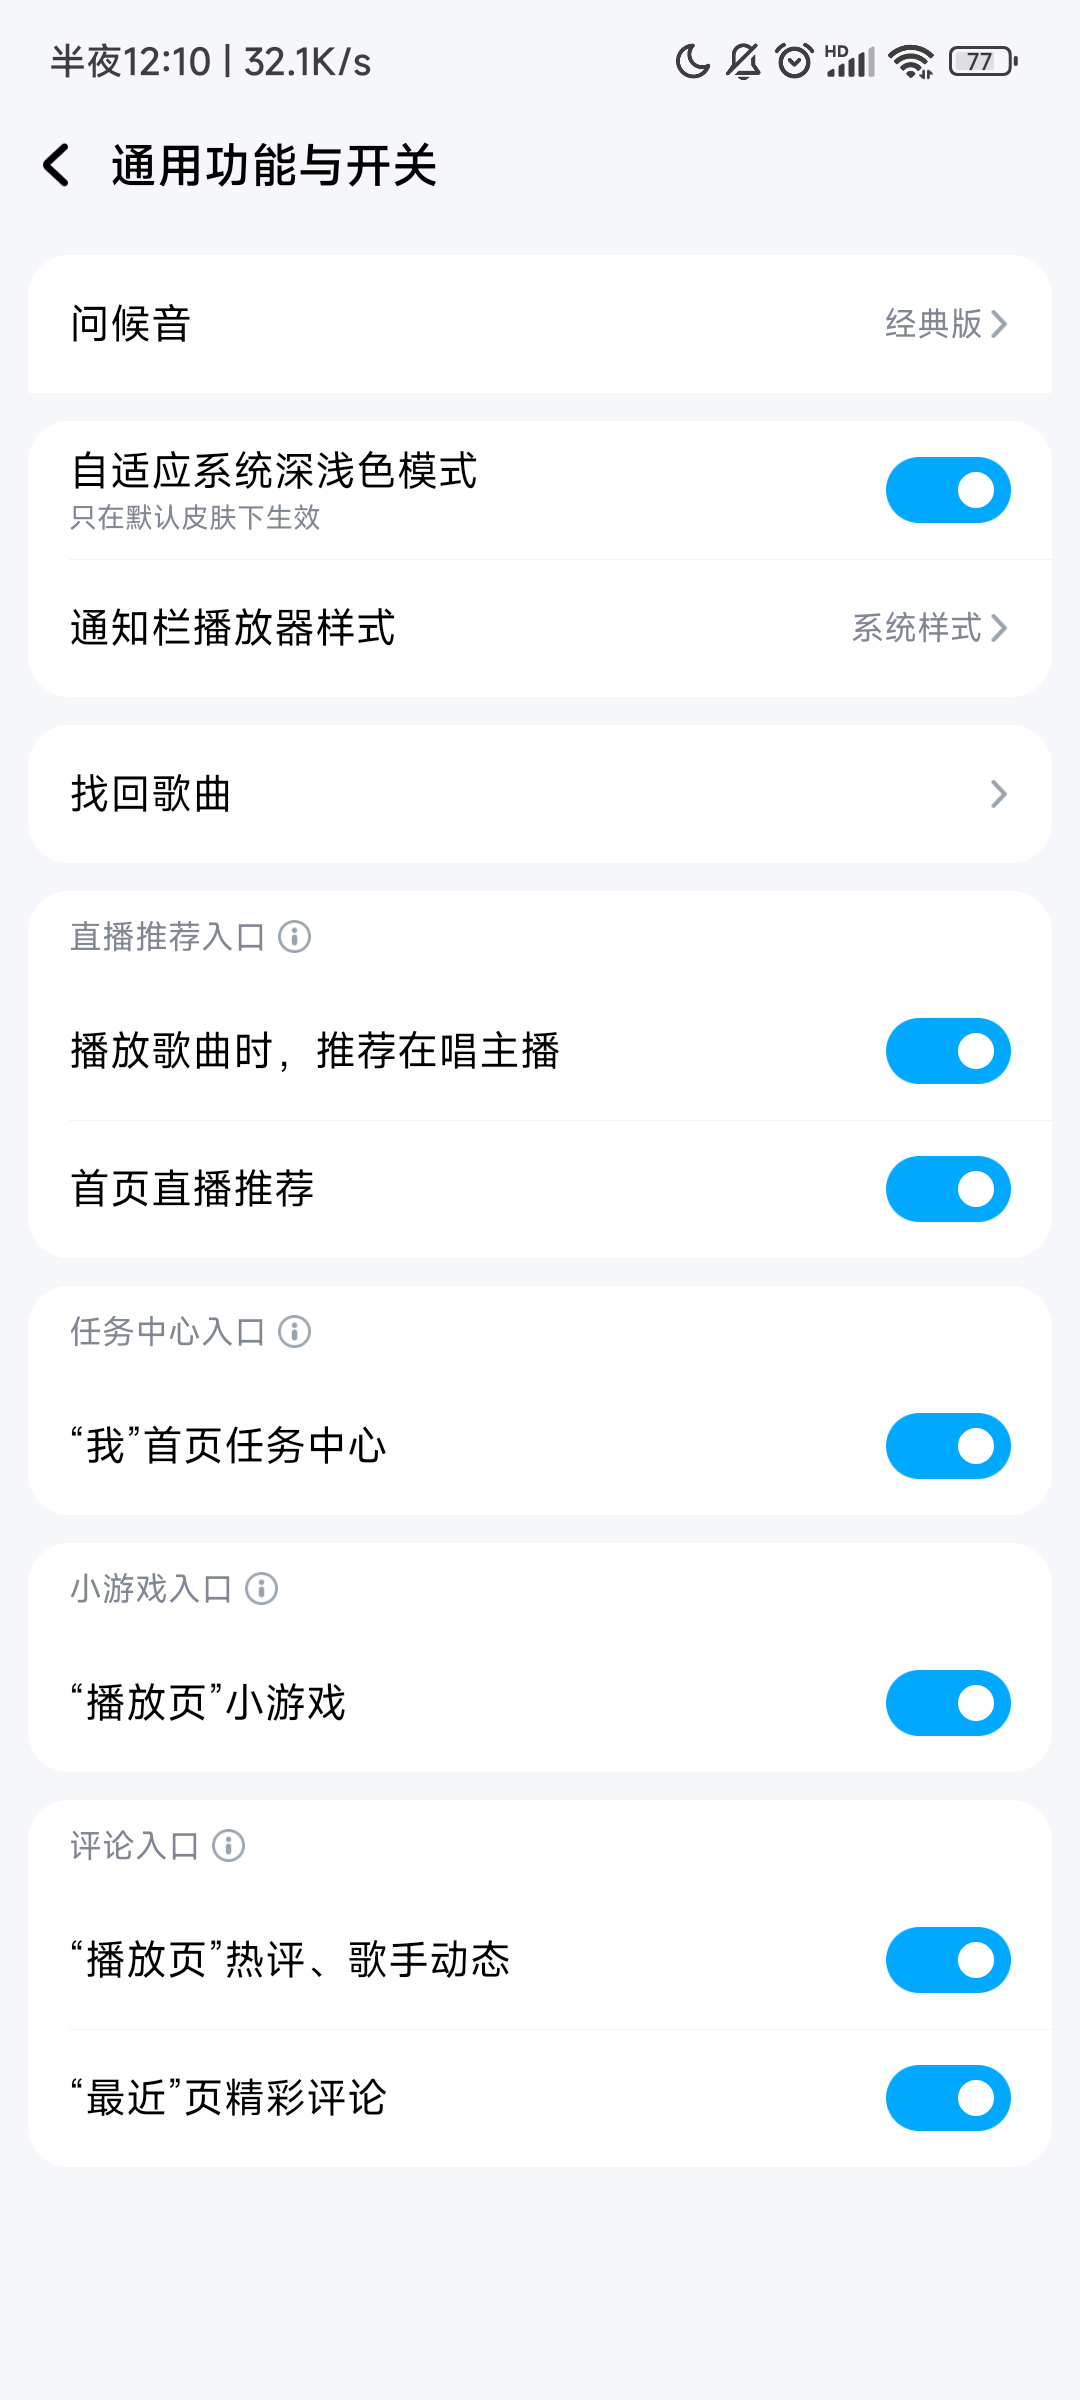 半夜12:10 | 32.1K/s
HD
77
通用功能与开关
问候音
经典版
自适应系统深浅色模式
只在默认皮肤下生效
通知栏播放器样式
系统样式
找回歌曲
直播推荐入口
播放歌曲时，推荐在唱主播
首页直播推荐
任务中心入口
“我”首页任务中心
小游戏入口
“播放页”小游戏
评论入口
“播放页”热评、歌手动态
“最近”页精彩评论